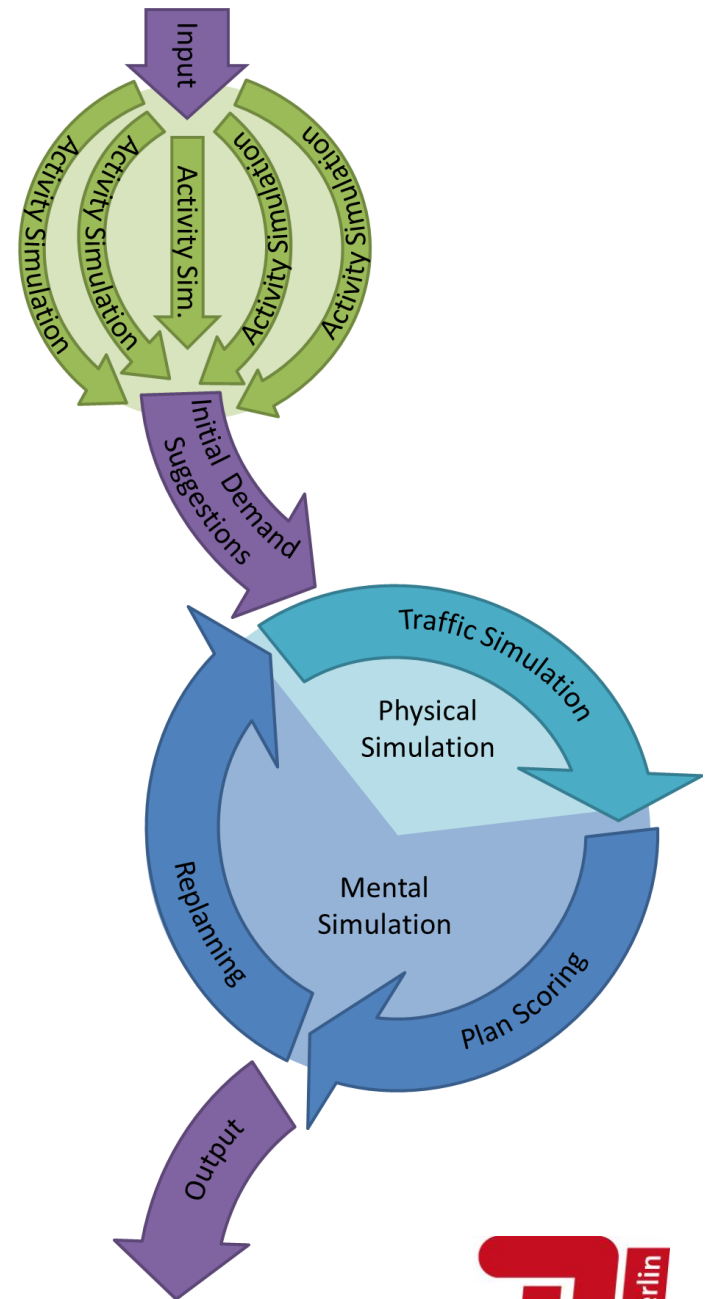 Input
Activity Simulation
Activity Simulation
Activity Sim.
Activity Simulation
Activity Simulation
Initial Demand
Suggestions
Traffic Simulation
Physical
Simulation
Mental
Simulation
Replanning
Plan Scoring
Output
erlin